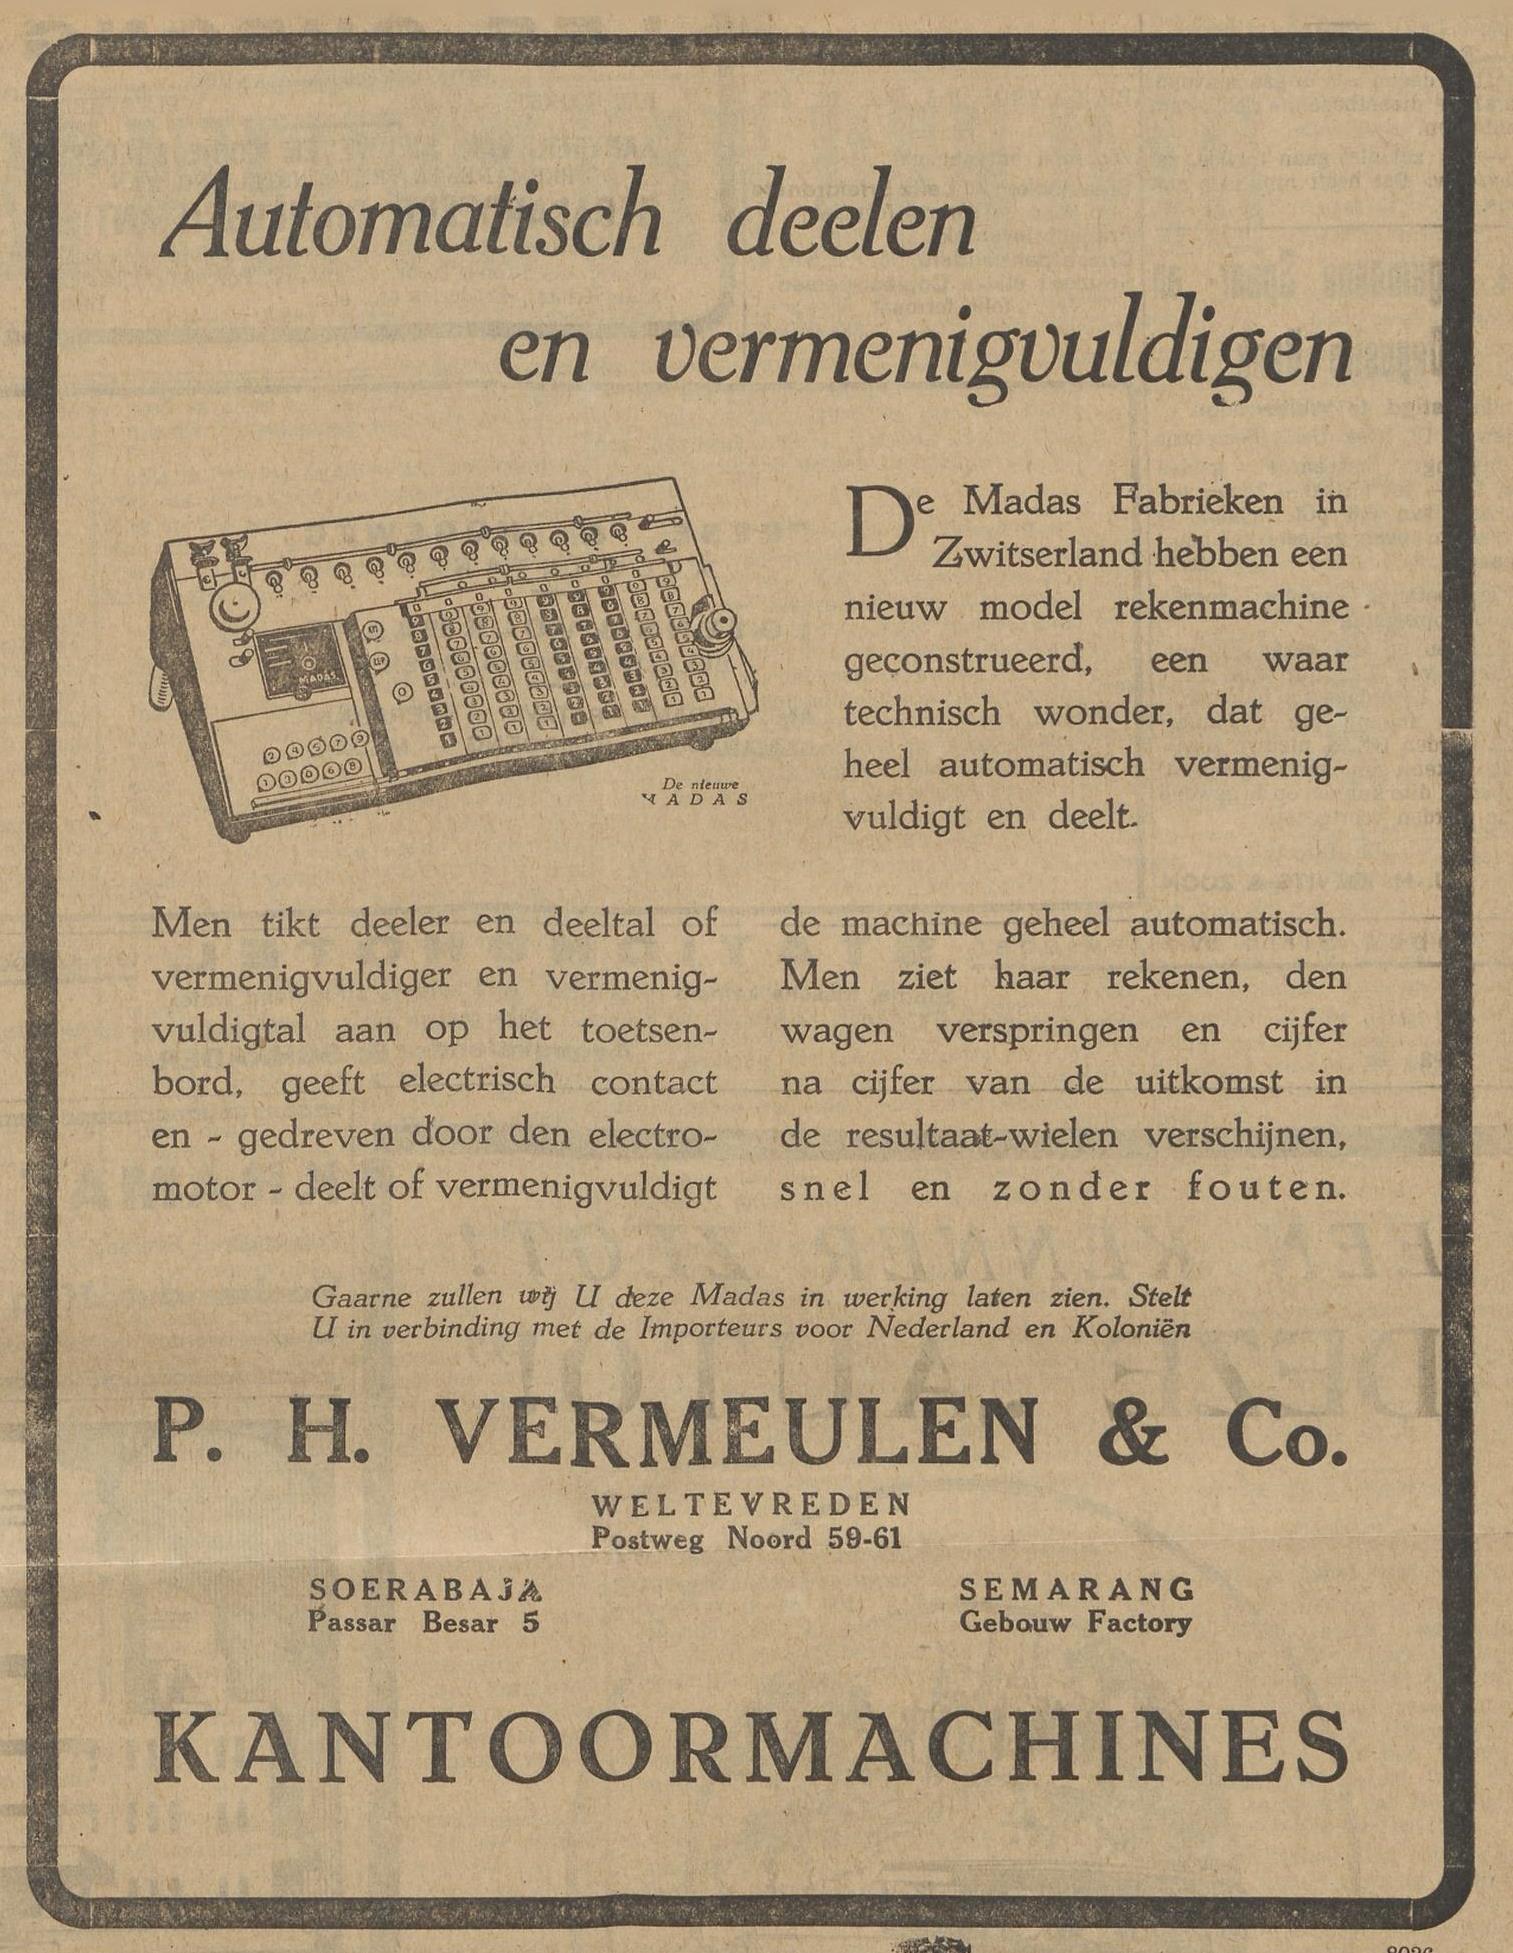 Automatisch deelen
en vermenigvuldigen
De Madas Fabrieken in
Zwitserland hebben een
nieuw model rekenmachine
geconstrueerd, een waar
technisch wonder, dat ge-
heel automatisch vermenig-
vuldigt en deelt.
MADAS
De nieuwe
MADAS
Men tikt deeler en deeltal of
vermenigvuldiger en vermenig-
vuldigtal aan op het toetsen-
bord, geeft electrisch contact
en - gedreven door den electro-
motor - deelt of vermenigvuldigt
de machine geheel automatisch.
Men ziet haar rekenen, den
wagen verspringen en cijfer
na cijfer van de uitkomst in
de resultaat-wielen verschijnen,
snel en zonder fouten.
Gaarne zullen wij U deze Madas in werking laten zien. Stelt
U in verbinding met de Importeurs voor Nederland en Koloniën
P. H. VERMEULEN & Co.
WELTEVREDEN
Postweg Noord 59-61
SOERABAJA
Passar Besar 5
SEMARANG
Gebouw Factory
KANTOORMACHINES